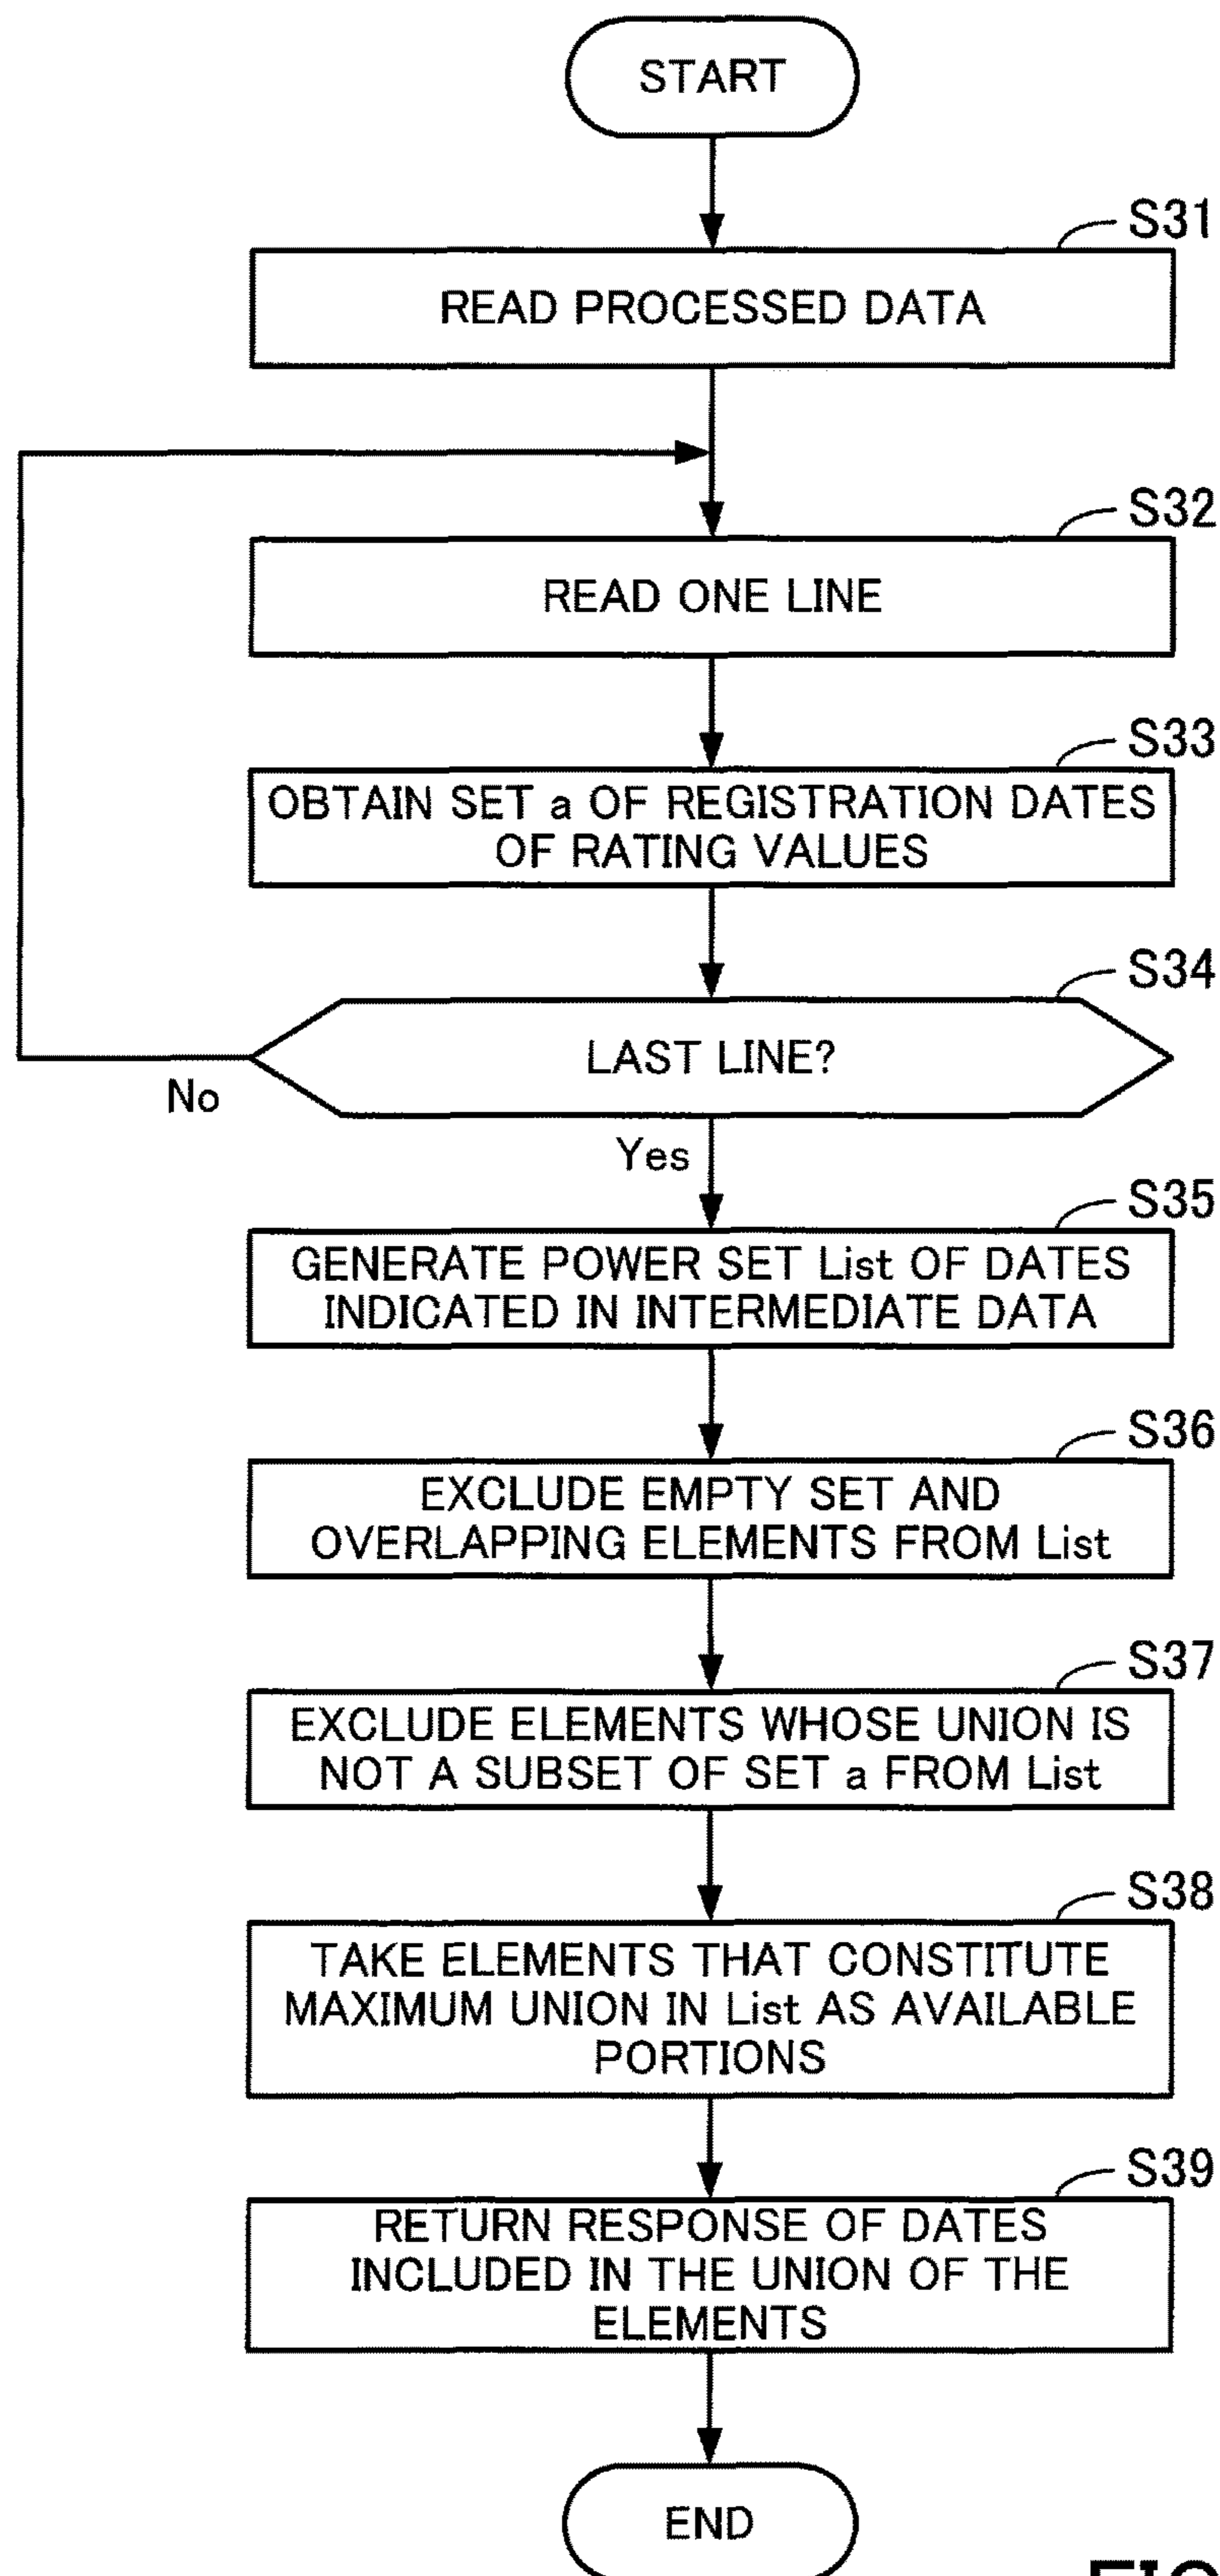 START
S31
READ PROCESSED DATA
S32
READ ONE LINE
S33
OBTAIN SET a OF REGISTRATION DATES
OF RATING VALUES
S34
LAST LINE?
No
Yes
S35
GENERATE POWER SET List OF DATES
INDICATED IN INTERMEDIATE DATA
S36
EXCLUDE EMPTY SET AND
OVERLAPPING ELEMENTS FROM List
S37
EXCLUDE ELEMENTS WHOSE UNION IS
NOT A SUBSET OF SET a FROM List
S38
TAKE ELEMENTS THAT CONSTITUTE
MAXIMUM UNION IN List AS AVAILABLE
PORTIONS
S39
RETURN RESPONSE OF DATES
INCLUDED IN THE UNION OF THE
ELEMENTS
END